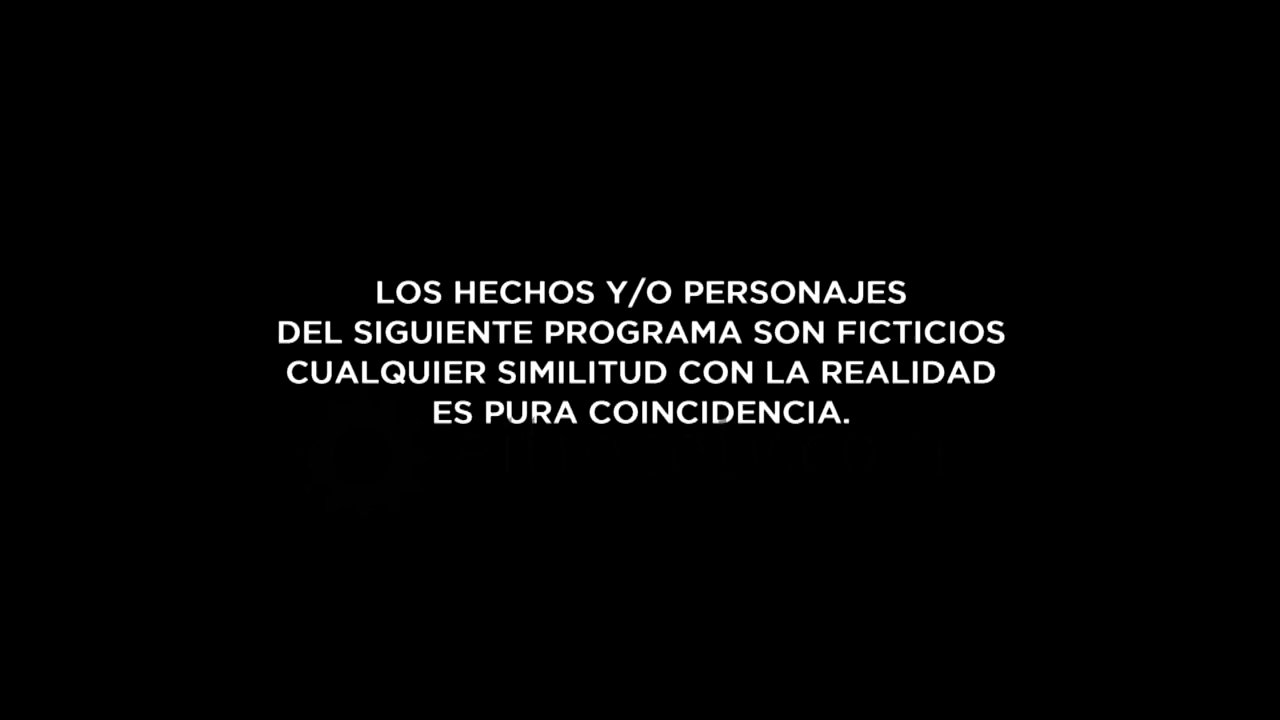 LOS HECHOS Y/O PERSONAJES
DEL SIGUIENTE PROGRAMA SON FICTICIOS
CUALQUIER SIMILITUD CON LA REALIDAD
ES PURA COINCIDENCIA.